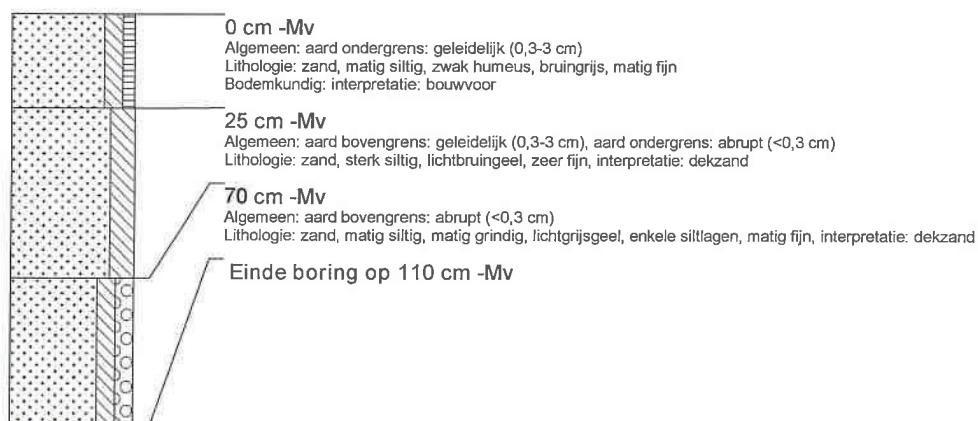 0 cm -Mv
Algemeen: aard ondergrens: geleidelijk (0,3-3 cm)
Lithologie: zand, matig siltig, zwak humeus, bruingrijs, matig fijn
Bodemkundig: interpretatie: bouwvoor
25 cm -Mv
Algemeen: aard bovengrens: geleidelijk (0,3-3 cm), aard ondergrens: abrupt (<0,3 cm)
Lithologie: zand, sterk siltig, lichtbruingeel, zeer fijn, interpretatie: dekzand
70 cm -Mv
Algemeen: aard bovengrens: abrupt (<0,3 cm)
Lithologie: zand, matig siltig, matig grindig, lichtgrijsgeel, enkele siltlagen, matig fijn, interpretatie: dekzand
Einde boring op 110 cm -Mv